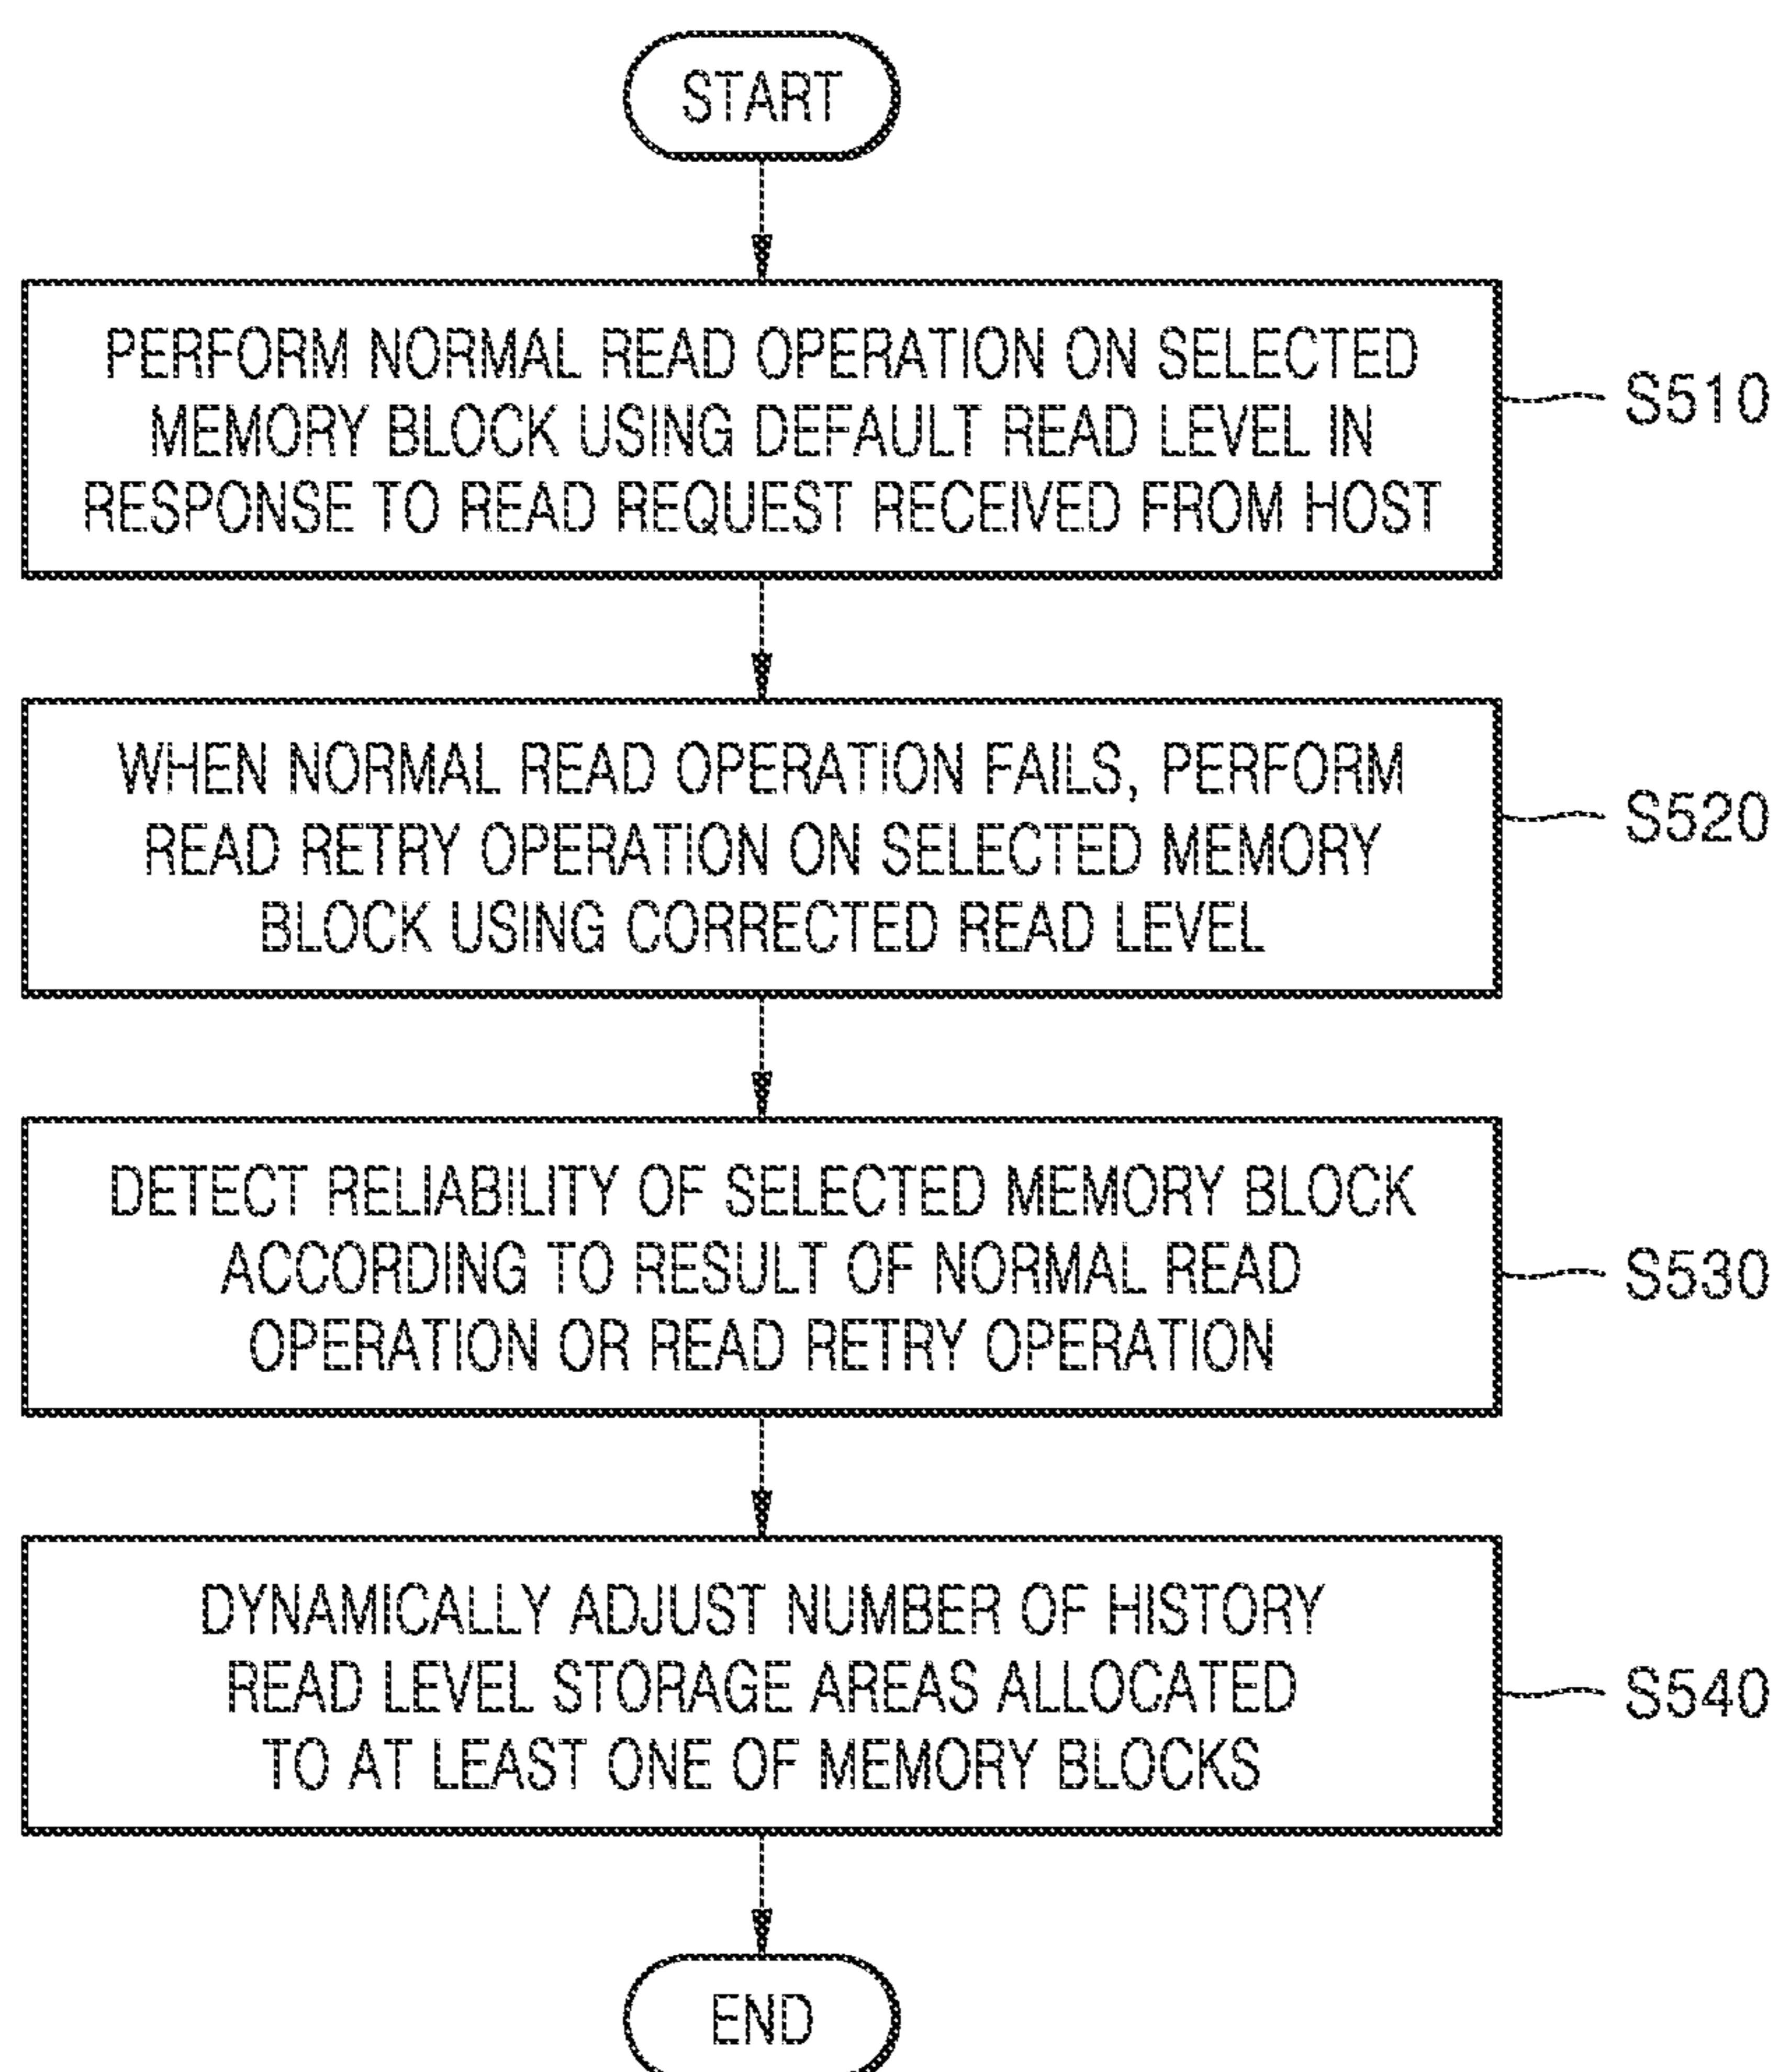 START
PERFORM NORMAL READ OPERATION ON SELECTED
MEMORY BLOCK USING DEFAULT READ LEVEL IN
RESPONSE TO READ REQUEST RECEIVED FROM HOST
S510
WHEN NORMAL READ OPERATION FAILS, PERFORM
READ RETRY OPERATION ON SELECTED MEMORY
BLOCK USING CORRECTED READ LEVEL
S520
DETECT RELIABILITY OF SELECTED MEMORY BLOCK
ACCORDING TO RESULT OF NORMAL READ
OPERATION OR READ RETRY OPERATION
S530
DYNAMICALLY ADJUST NUMBER OF HISTORY
READ LEVEL STORAGE AREAS ALLOCATED
TO AT LEAST ONE OF MEMORY BLOCKS
S540
END